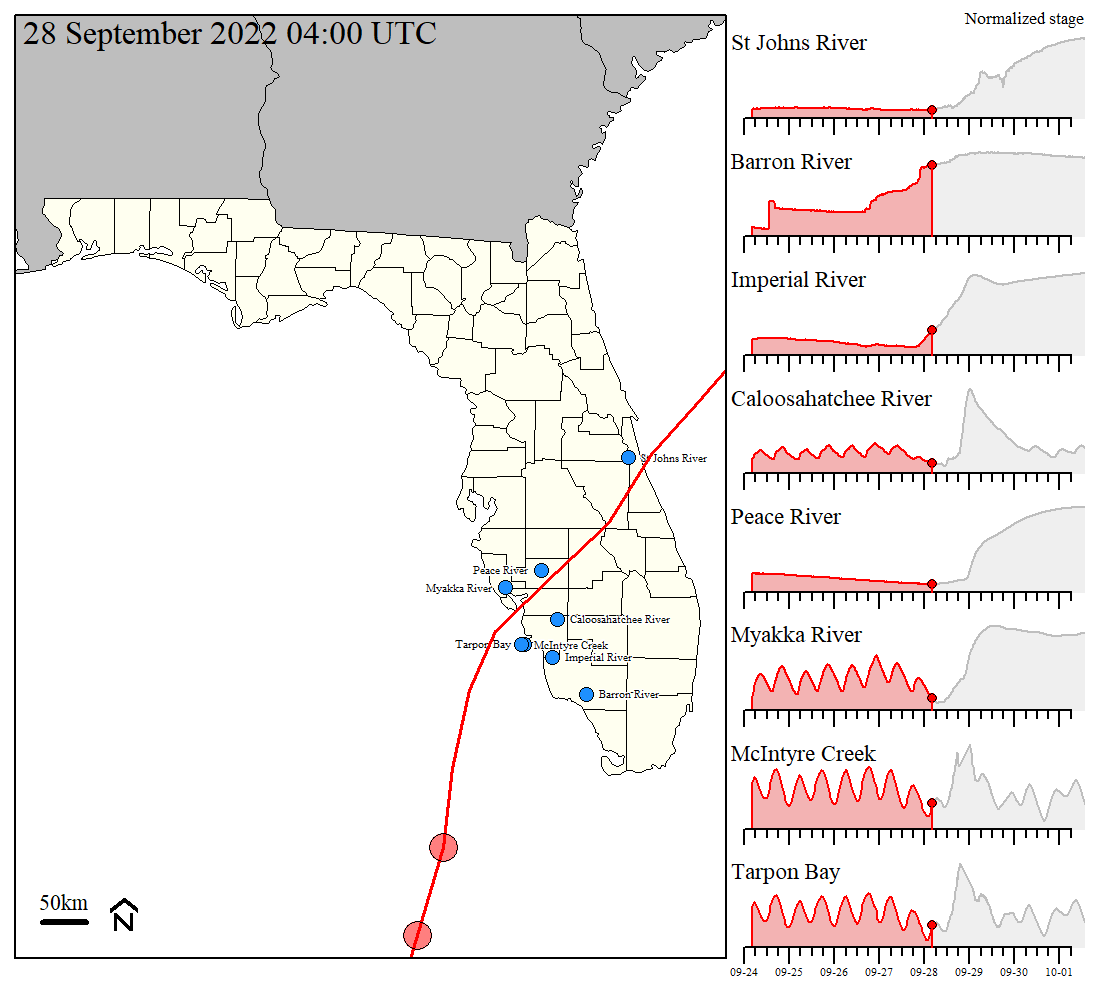 28 September 2022 04:00 UTC
St Johns River
Peace River
Myakka River
Caloosahatchee River
Tarpon Bay
McIntyre Creek
Imperial River
Barron River
50km
N
Normalized stage
St Johns River
Barron River
Imperial River
Caloosahatchee River
Peace River
Myakka River
McIntyre Creek
Tarpon Bay
09-24 09-25 09-26 09-27 09-28 09-29 09-30 10-01